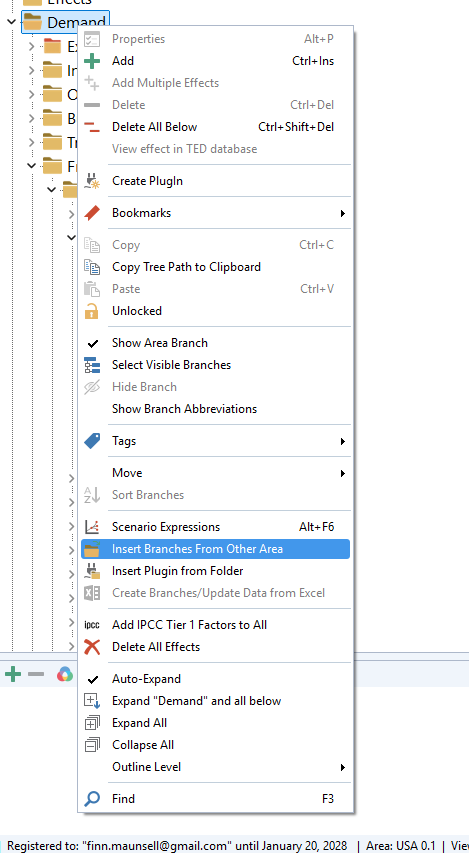 Effects
Demand
Properties Alt+P
Add Ctrl+Ins
Add Multiple Effects
Delete Ctrl+Del
Delete All Below Ctrl+Shift+Del
View effect in TED database
Create PlugIn
Bookmarks
Copy Ctrl+C
Copy Tree Path to Clipboard
Paste Ctrl+V
Unlocked
Show Area Branch
Select Visible Branches
Hide Branch
Show Branch Abbreviations
Tags
Move
Sort Branches
Scenario Expressions Alt+F6
Insert Branches From Other Area
Insert Plugin from Folder
Create Branches/Update Data from Excel
ipcc Add IPCC Tier 1 Factors to All
Delete All Effects
Auto-Expand
Expand "Demand" and all below
Expand All
Collapse All
Outline Level
Find F3
Registered to: "finn.maunsell@gmail.com" until January 20, 2028 | Area: USA 0.1 | Vie